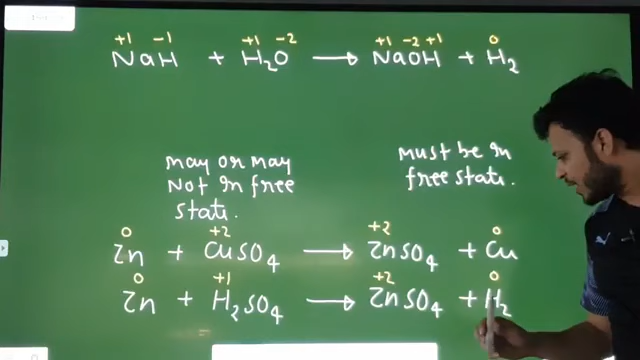 +1 -1 +1 -2 +1 -2 +1 0
NaH + H2O → NaOH + H2
may or may
Not in free
stati.
must be in
free stati.
0 +2 +2 0
Zn + CuSO4 → ZnSO4 + Cu
0 +1 +2 0
Zn + H2SO4 → ZnSO4 + H2